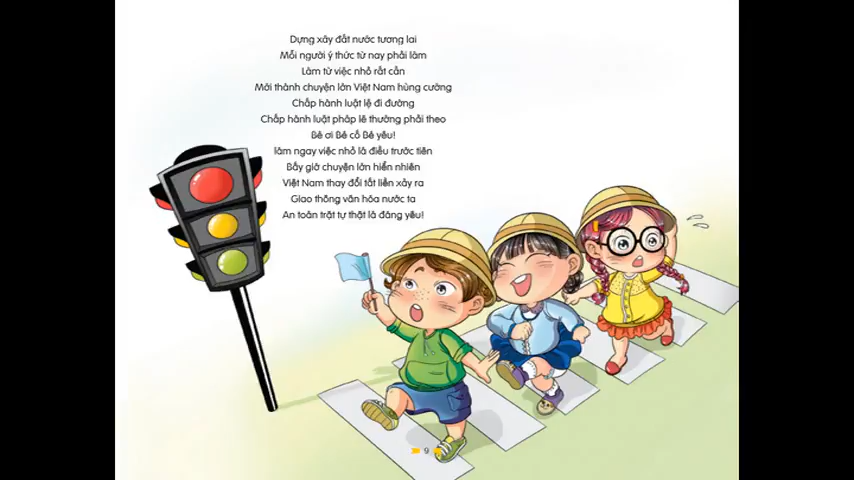 Dựng xây đất nước tương lai
Mỗi người ý thức từ nay phải làm
Làm từ việc nhỏ rất cần
Mới thành chuyện lớn Việt Nam hùng cường
Chấp hành luật lệ đi đường
Chấp hành luật pháp lẽ thường phải theo
Bé ơi Bé cố Bé yêu!
làm ngay việc nhỏ là điều trước tiên
Bấy giờ chuyện lớn hiển nhiên
Việt Nam thay đổi tất liền xảy ra
Giao thông văn hóa nước ta
An toàn trật tự thật là đáng yêu!
9